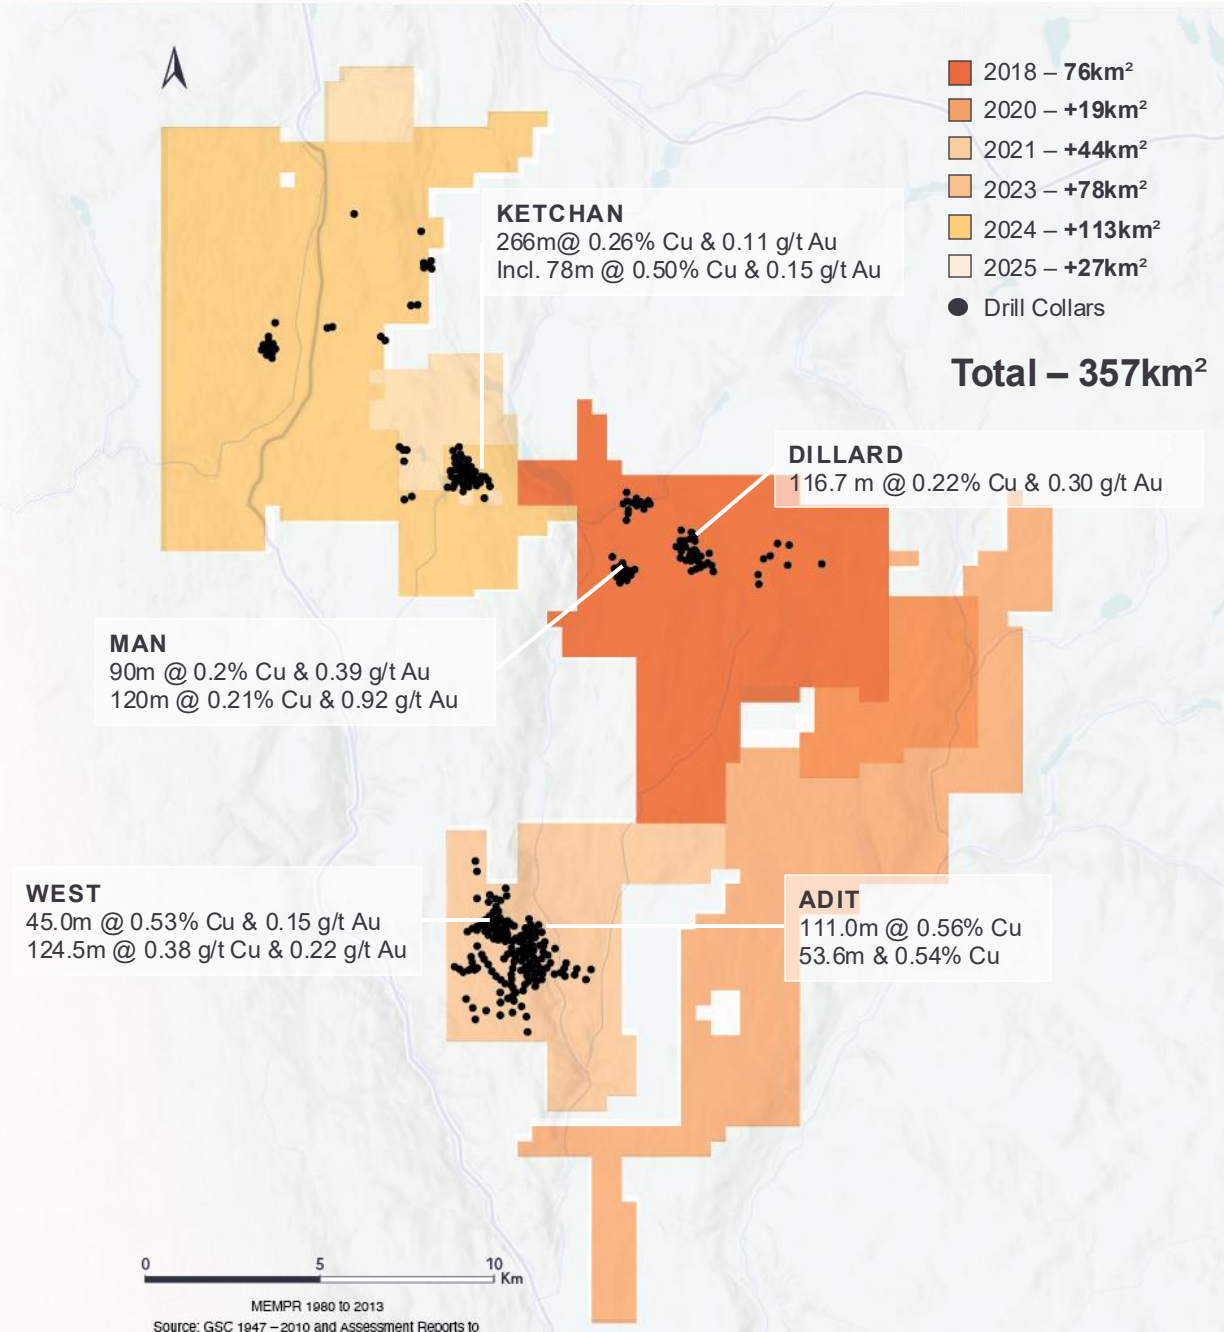 2018 – 76km²
2020 – +19km²
2021 – +44km²
2023 – +78km²
2024 – +113km²
2025 – +27km²
Drill Collars
Total – 357km²
KETCHAN
266m@ 0.26% Cu & 0.11 g/t Au
Incl. 78m @ 0.50% Cu & 0.15 g/t Au
DILLARD
116.7 m @ 0.22% Cu & 0.30 g/t Au
MAN
90m @ 0.2% Cu & 0.39 g/t Au
120m @ 0.21% Cu & 0.92 g/t Au
WEST
45.0m @ 0.53% Cu & 0.15 g/t Au
124.5m @ 0.38 g/t Cu & 0.22 g/t Au
ADIT
111.0m @ 0.56% Cu
53.6m & 0.54% Cu
0 5 10
Km
MEMPR 1980 to 2013
Source: GSC 1947 – 2010 and Assessment Reports to